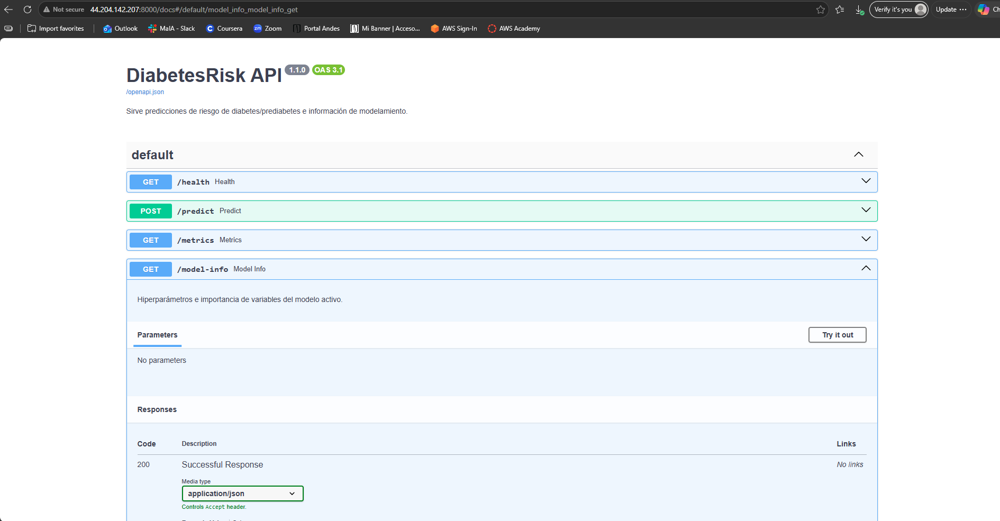 Not secure 44.204.142.207:8000/docs#/default/model_info_model_info_get Verify it's you Update Ch
Import favorites Outlook MaIA - Slack Coursera Zoom Portal Andes Mi Banner | Acceso... AWS Sign-In AWS Academy
DiabetesRisk API 1.1.0 OAS 3.1
/openapi.json
Sirve predicciones de riesgo de diabetes/prediabetes e información de modelamiento.
default
GET /health Health
POST /predict Predict
GET /metrics Metrics
GET /model-info Model Info
Hiperparámetros e importancia de variables del modelo activo.
Parameters Try it out
No parameters
Responses
Code Description Links
200 Successful Response No links
Media type
application/json
Controls Accept header.